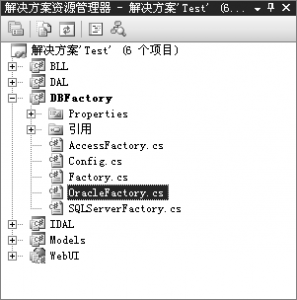 解决方案资源管理器 - 解决方案'Test' (6...
解决方案'Test' (6 个项目)
BLL
DAL
DBFactory
Properties
引用
AccessFactory.cs
Config.cs
Factory.cs
OracleFactory.cs
SQLServerFactory.cs
IDAL
Models
WebUI